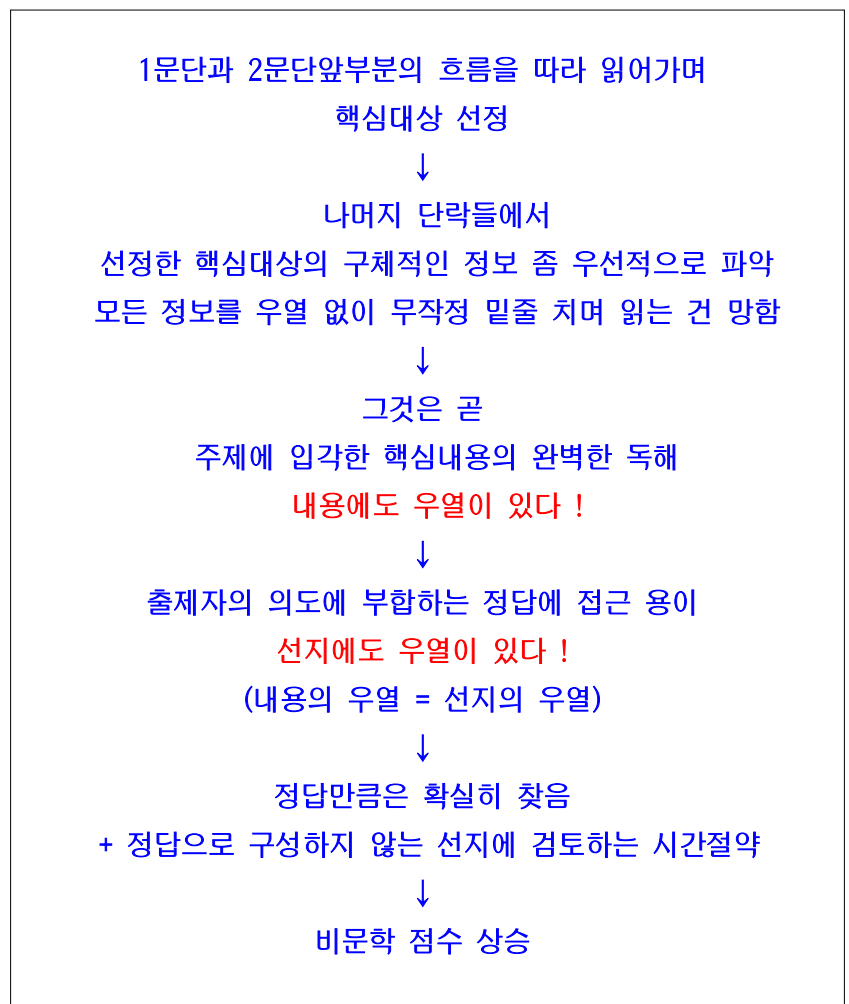 1문단과 2문단앞부분의 흐름을 따라 읽어가며
핵심대상 선정
↓
나머지 단락들에서
선정한 핵심대상의 구체적인 정보 좀 우선적으로 파악
모든 정보를 우열 없이 무작정 밑줄 치며 읽는 건 망함
↓
그것은 곧
주제에 입각한 핵심내용의 완벽한 독해
내용에도 우열이 있다 !
↓
출제자의 의도에 부합하는 정답에 접근 용이
선지에도 우열이 있다 !
(내용의 우열 = 선지의 우열)
↓
정답만큼은 확실히 찾음
+ 정답으로 구성하지 않는 선지에 검토하는 시간절약
↓
비문학 점수 상승